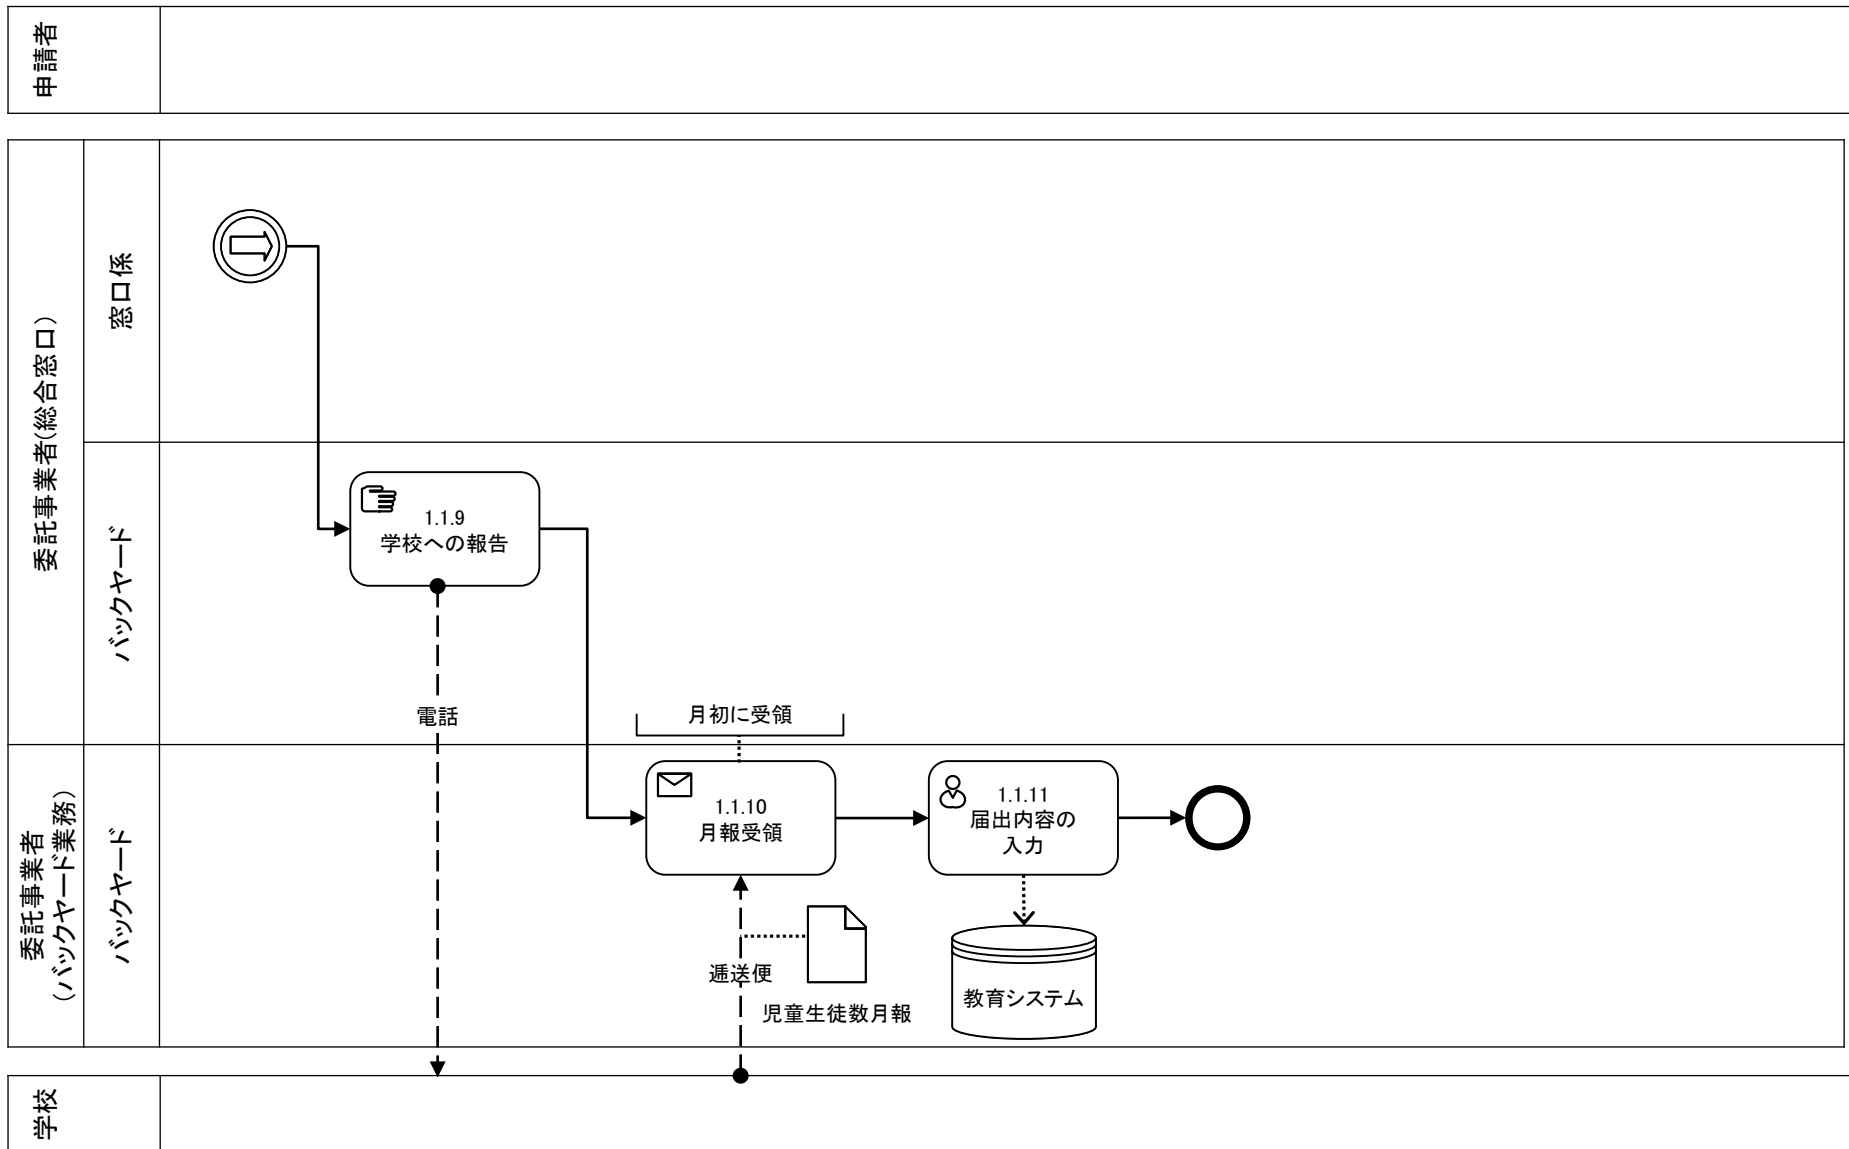 申請者
委託事業者(総合窓口)
窓口係
バックヤード
1.1.9
学校への報告
電話
月初に受領
委託事業者
(バックヤード業務)
バックヤード
1.1.10
月報受領
1.1.11
届出内容の
入力
逓送便
児童生徒数月報
教育システム
学校